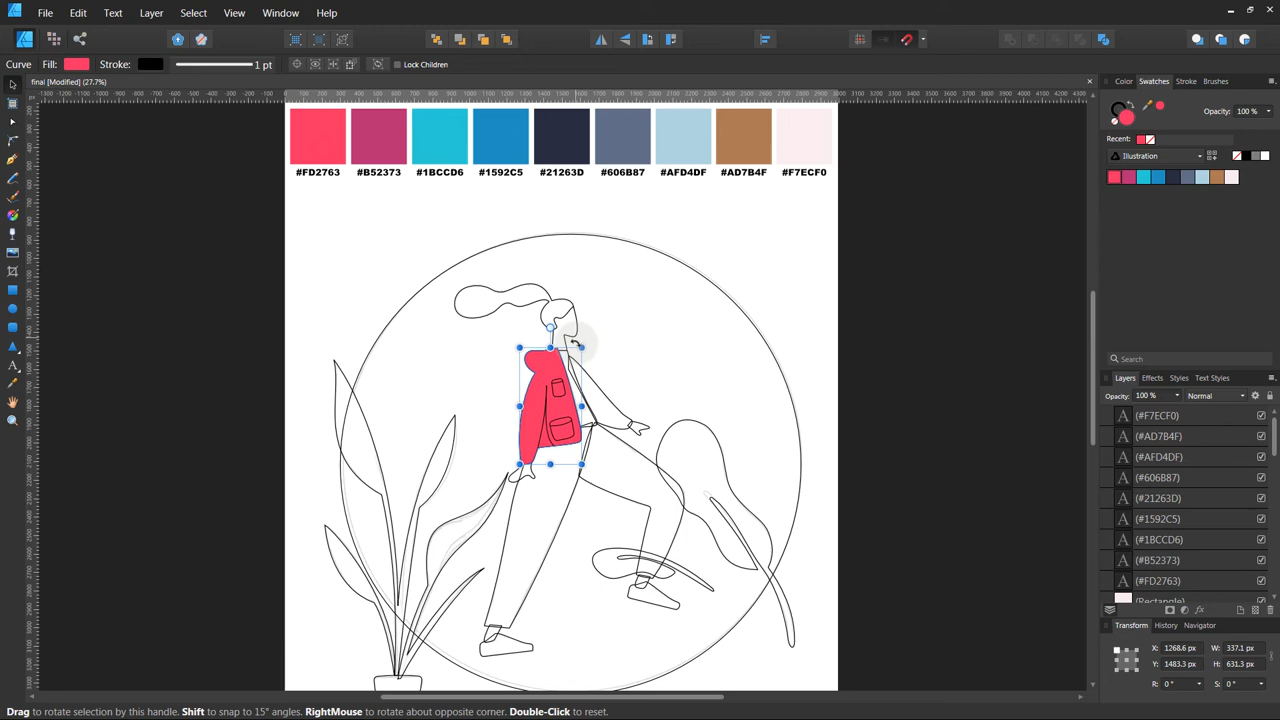 File Edit Text Layer Select View Window Help
Curve Fill: Stroke: 1 pt Lock Children
final [Modified] (27.7%)
#FD2763 #B52373 #1BCCD6 #1592C5 #21263D #606B87 #AFD4DF #AD7B4F #F7ECF0
Color Swatches Stroke Brushes
Opacity: 100 %
Recent:
Illustration
Search
Layers Effects Styles Text Styles
Opacity: 100 % Normal
A (#F7ECF0)
A (#AD7B4F)
A (#AFD4DF)
A (#606B87)
A (#21263D)
A (#1592C5)
A (#1BCCD6)
A (#B52373)
A (#FD2763)
(Rectangle)
Transform History Navigator
X: 1268.6 px W: 337.1 px
Y: 1483.3 px H: 631.3 px
R: 0 ° S: 0 °
Drag to rotate selection by this handle. Shift to snap to 15° angles. RightMouse to rotate about opposite corner. Double-Click to reset.